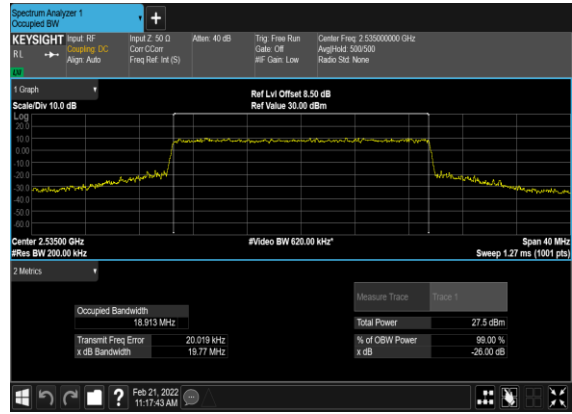 Spectrum Analyzer 1
Occupied BW
KEYSIGHT Input: RF Input Z: 50 Ω Atten: 40 dB Trig: Free Run Center Freq: 2.535000000 GHz
RL Coupling: DC Corr CCorr Gate: Off Avg|Hold: 500/500
Align: Auto Freq Ref: Int (S) #IF Gain: Low Radio Std: None
LW
1 Graph Ref Lvl Offset 8.50 dB
Scale/Div 10.0 dB Ref Value 30.00 dBm
Log
20.0
10.0
0.00
-10.0
-20.0
-30.0
-40.0
-50.0
-60.0
Center 2.53500 GHz #Video BW 620.00 kHz* Span 40 MHz
#Res BW 200.00 kHz Sweep 1.27 ms (1001 pts)
2 Metrics
Measure Trace Trace 1
Occupied Bandwidth
18.913 MHz Total Power 27.5 dBm
Transmit Freq Error 20.019 kHz % of OBW Power 99.00 %
x dB Bandwidth 19.77 MHz x dB -26.00 dB
? Feb 21, 2022
11:17:43 AM